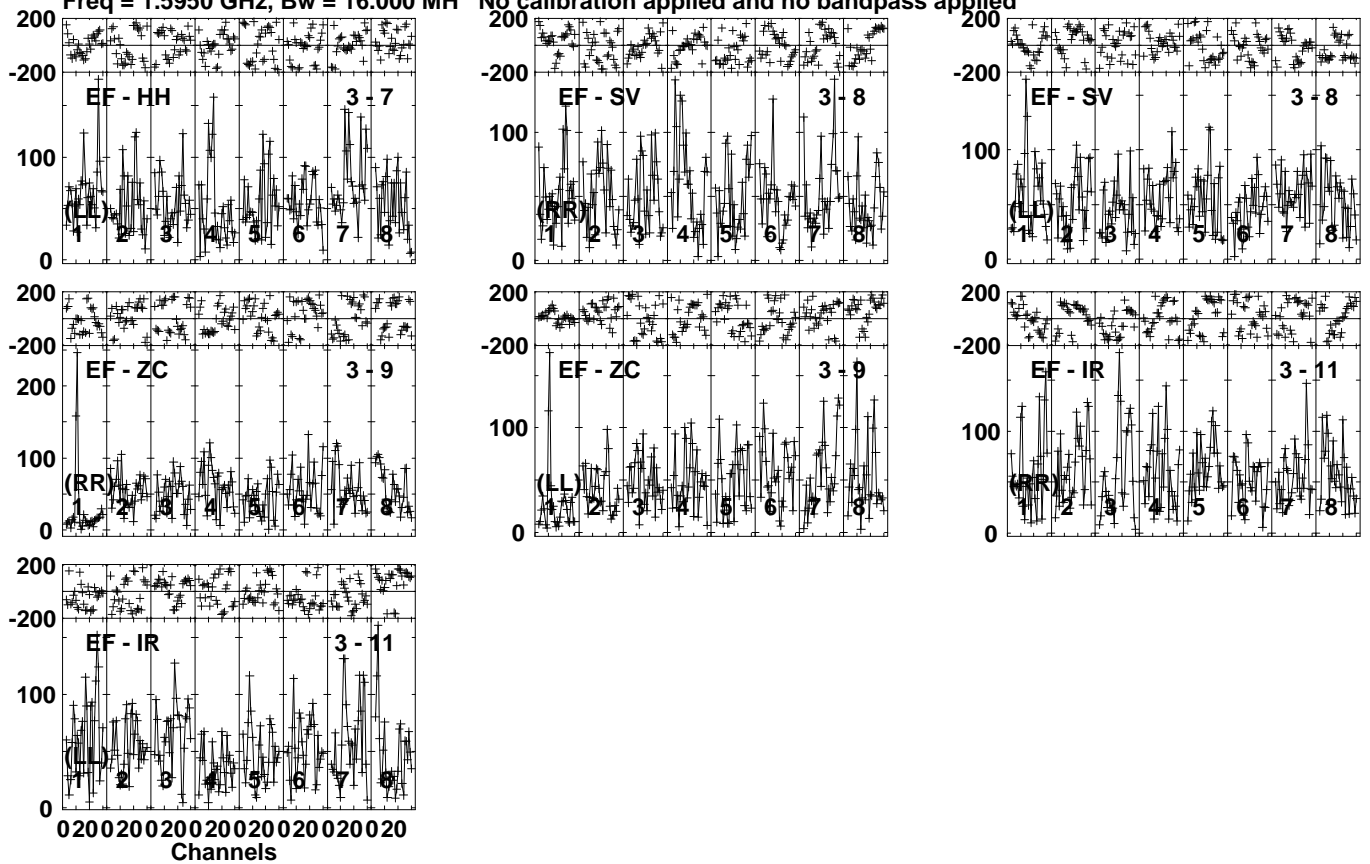 Freq = 1.5950 GHz, Bw = 16.000 MH No calibration applied and no bandpass applied
200
-200
EF - HH 3 - 7
100
(LL)
1 2 3 4 5 6 7 8
0
200
-200
EF - SV 3 - 8
100
(RR)
1 2 3 4 5 6 7 8
0
200
-200
EF - SV 3 - 8
100
(LL)
1 2 3 4 5 6 7 8
0
200
-200
EF - ZC 3 - 9
200
100
(RR)
1 2 3 4 5 6 7 8
0
200
-200
EF - ZC 3 - 9
100
(LL)
1 2 3 4 5 6 7 8
0
200
-200
EF - IR 3 - 11
100
(RR)
1 2 3 4 5 6 7 8
0
200
-200
EF - IR 3 - 11
100
(LL)
1 2 3 4 5 6 7 8
0
0 20 0 20 0 20 0 20 0 20 0 20 0 20 0 20
Channels